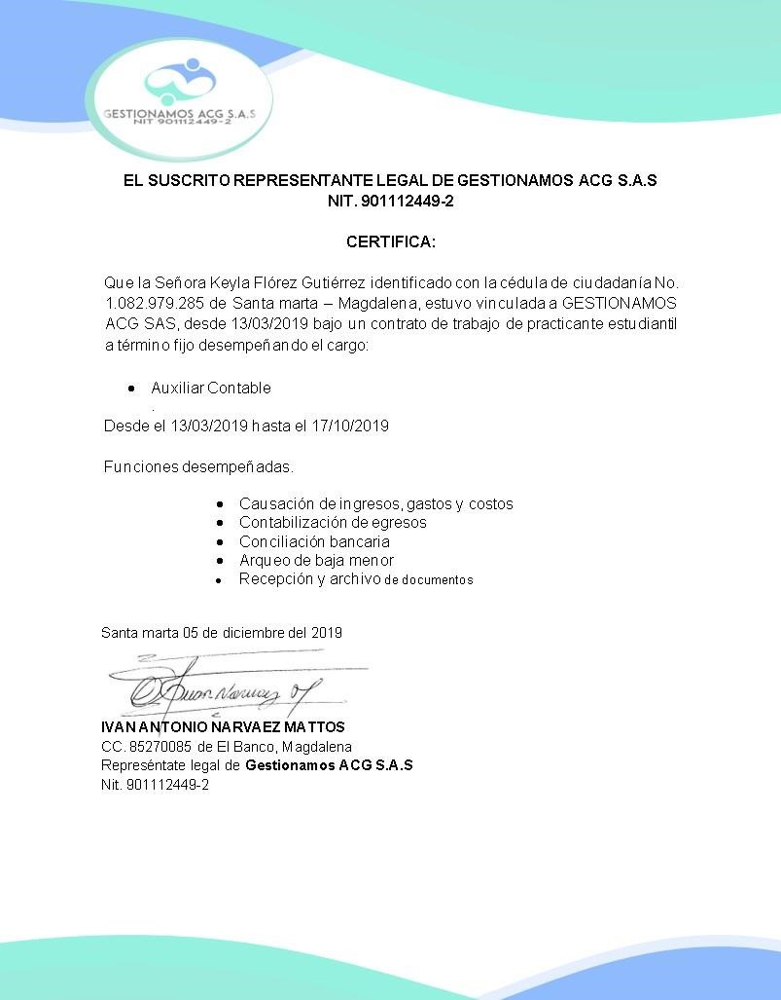 GESTIONAMOS ACG S.A.S
NIT 901112449-2
EL SUSCRITO REPRESENTANTE LEGAL DE GESTIONAMOS ACG S.A.S
NIT. 901112449-2
CERTIFICA:
Que la Señora Keyla Flórez Gutiérrez identificado con la cédula de ciudadanía No.
1.082.979.285 de Santa marta – Magdalena, estuvo vinculada a GESTIONAMOS
ACG SAS, desde 13/03/2019 bajo un contrato de trabajo de practicante estudiantil
a término fijo desempeñando el cargo:
• Auxiliar Contable
.
Desde el 13/03/2019 hasta el 17/10/2019
Funciones desempeñadas.
• Causación de ingresos, gastos y costos
• Contabilización de egresos
• Conciliación bancaria
• Arqueo de baja menor
• Recepción y archivo de documentos
Santa marta 05 de diciembre del 2019
Narvaez
IVAN ANTONIO NARVAEZ MATTOS
CC. 85270085 de El Banco, Magdalena
Represéntate legal de Gestionamos ACG S.A.S
Nit. 901112449-2